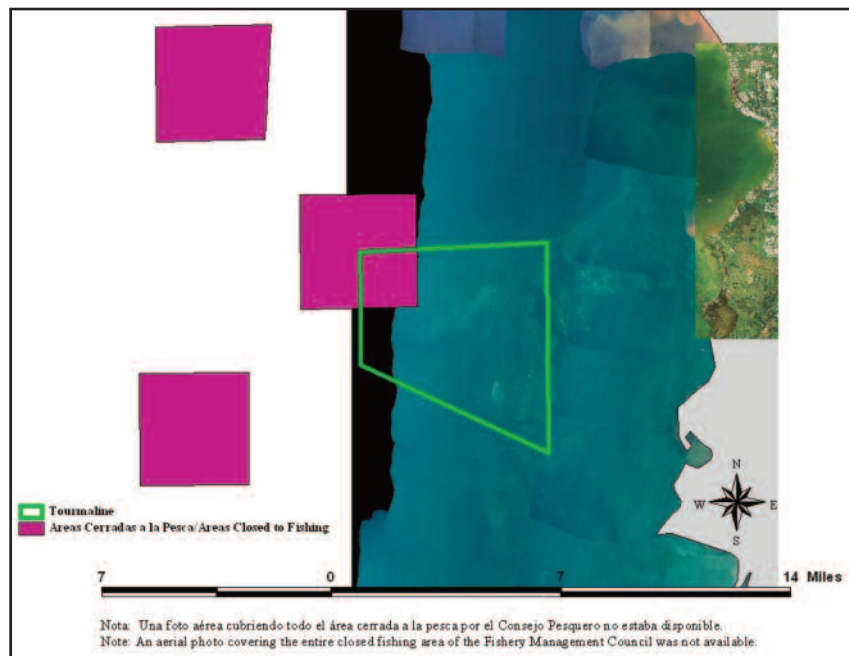 Tourmaline
Areas Cerradas a la Pesca/Areas Closed to Fishing
N
W E
S
7 0 7 14 Miles
Nota: Una foto aérea cubriendo todo el área cerrada a la pesca por el Consejo Pesquero no estaba disponible.
Note: An aerial photo covering the entire closed fishing area of the Fishery Management Council was not available.